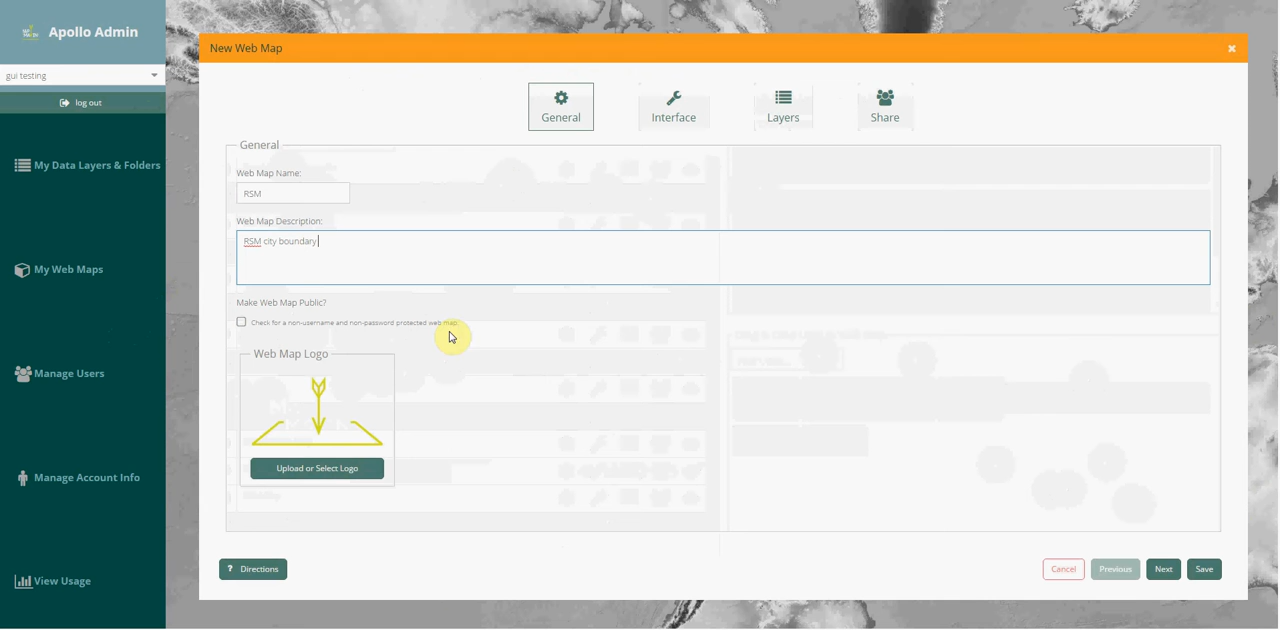 Apollo Admin
gui testing
log out
My Data Layers & Folders
My Web Maps
Manage Users
Manage Account Info
View Usage
New Web Map
General
Interface
Layers
Share
General
Web Map Name:
RSM
Web Map Description:
RSM city boundary
Make Web Map Public?
Check for a non-username and non-password protected web map.
Web Map Logo
Upload or Select Logo
? Directions
Cancel
Previous
Next
Save